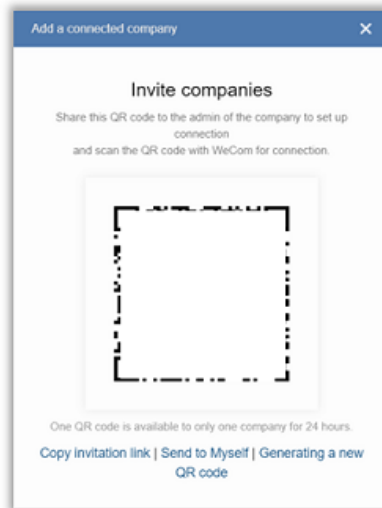 Add a connected company
Invite companies
Share this QR code to the admin of the company to set up
connection
and scan the QR code with WeCom for connection.
One QR code is available to only one company for 24 hours.
Copy invitation link | Send to Myself | Generating a new
QR code